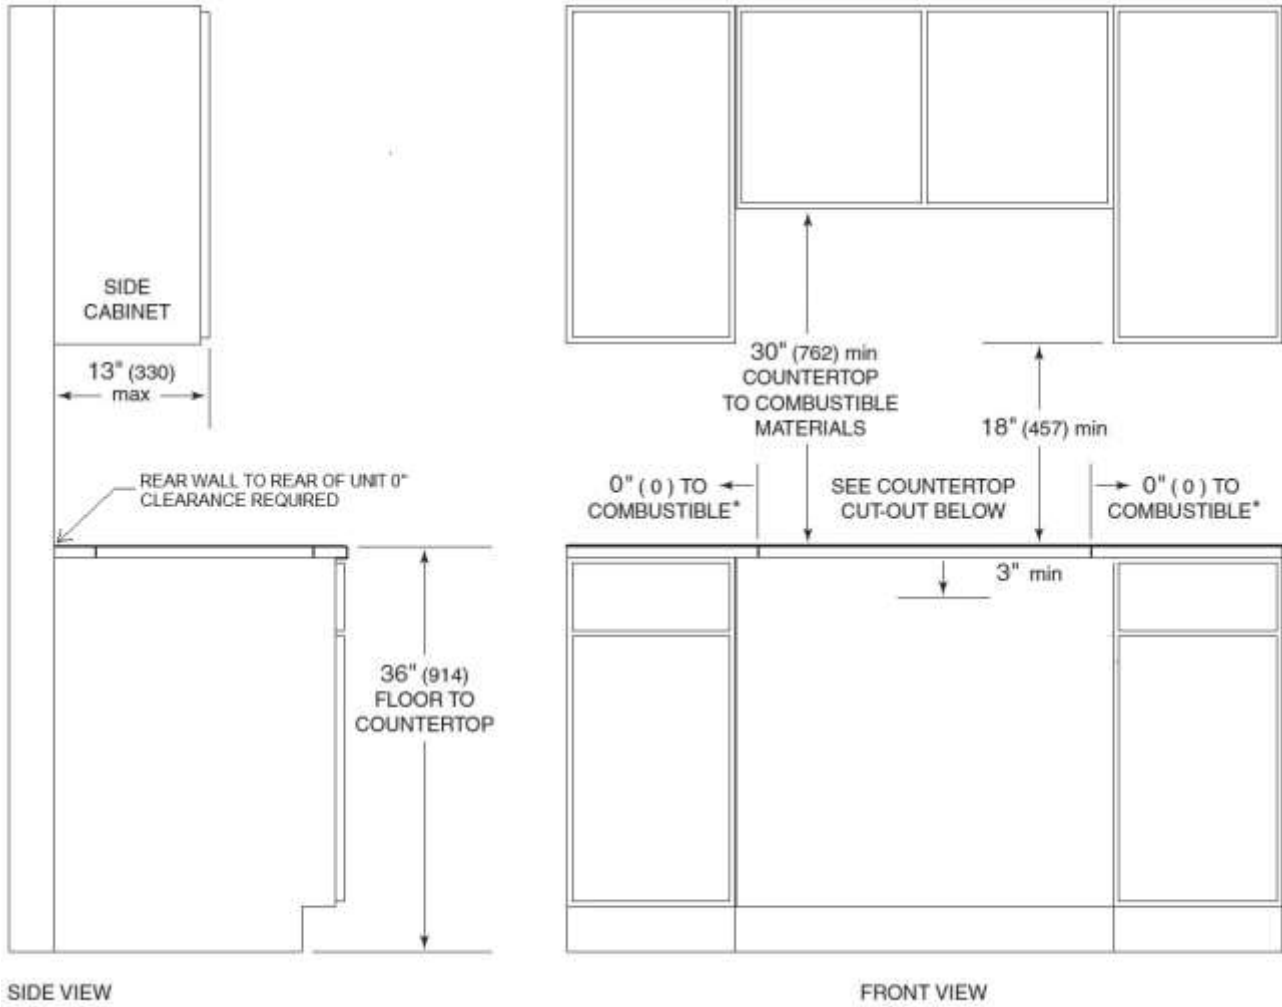 SIDE
CABINET
13" (330)
max
REAR WALL TO REAR OF UNIT 0"
CLEARANCE REQUIRED
36" (914)
FLOOR TO
COUNTERTOP
SIDE VIEW
30" (762) min
COUNTERTOP
TO COMBUSTIBLE
MATERIALS
18" (457) min
0" ( 0 ) TO
COMBUSTIBLE*
SEE COUNTERTOP
CUT-OUT BELOW
0" ( 0 ) TO
COMBUSTIBLE*
3" min
FRONT VIEW